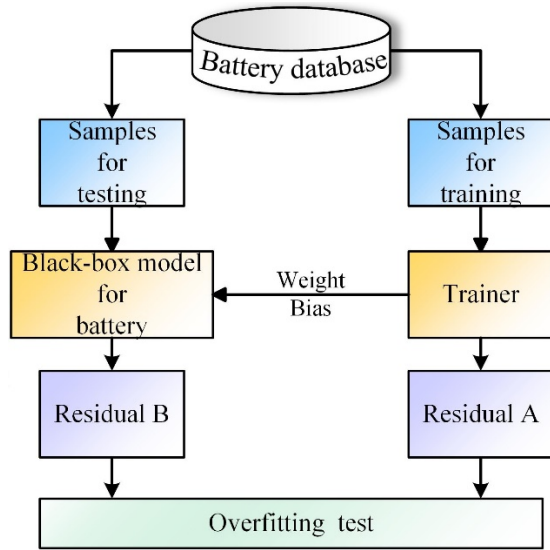 Battery database
Samples
for
testing
Samples
for
training
Black-box model
for
battery
Weight
Bias
Trainer
Residual B
Residual A
Overfitting test